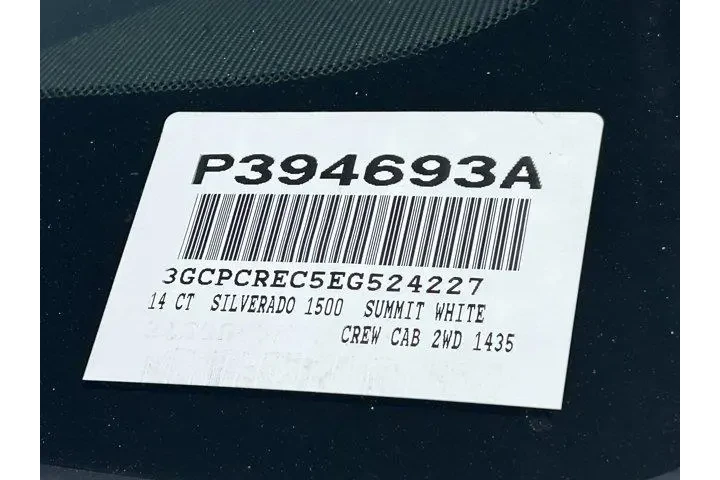 P394693A
3GCPCREC5EG524227
14 CT SILVERADO 1500 SUMMIT WHITE
CREW CAB 2WD 1435